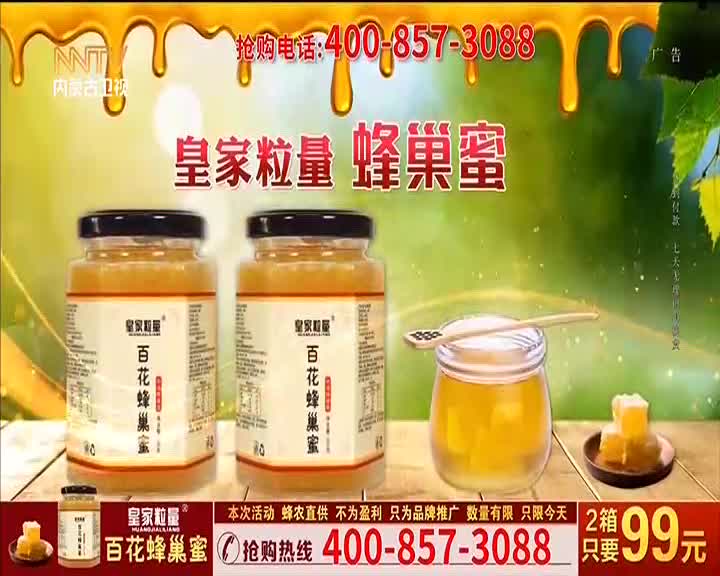 抢购电话:400-857-3088
NMTV
内蒙古卫视
广告
皇家粒量 蜂巢蜜
皇家粒量®
HUANGJIALILIANG
百花蜂巢蜜
皇家粒量®
HUANGJIALILIANG
百花蜂巢蜜
皇家粒量®
HUANGJIALILIANG
百花蜂巢蜜
本次活动 蜂农直供 不为盈利 只为品牌推广 数量有限 只限今天
抢购热线 400-857-3088
2箱
只要99元